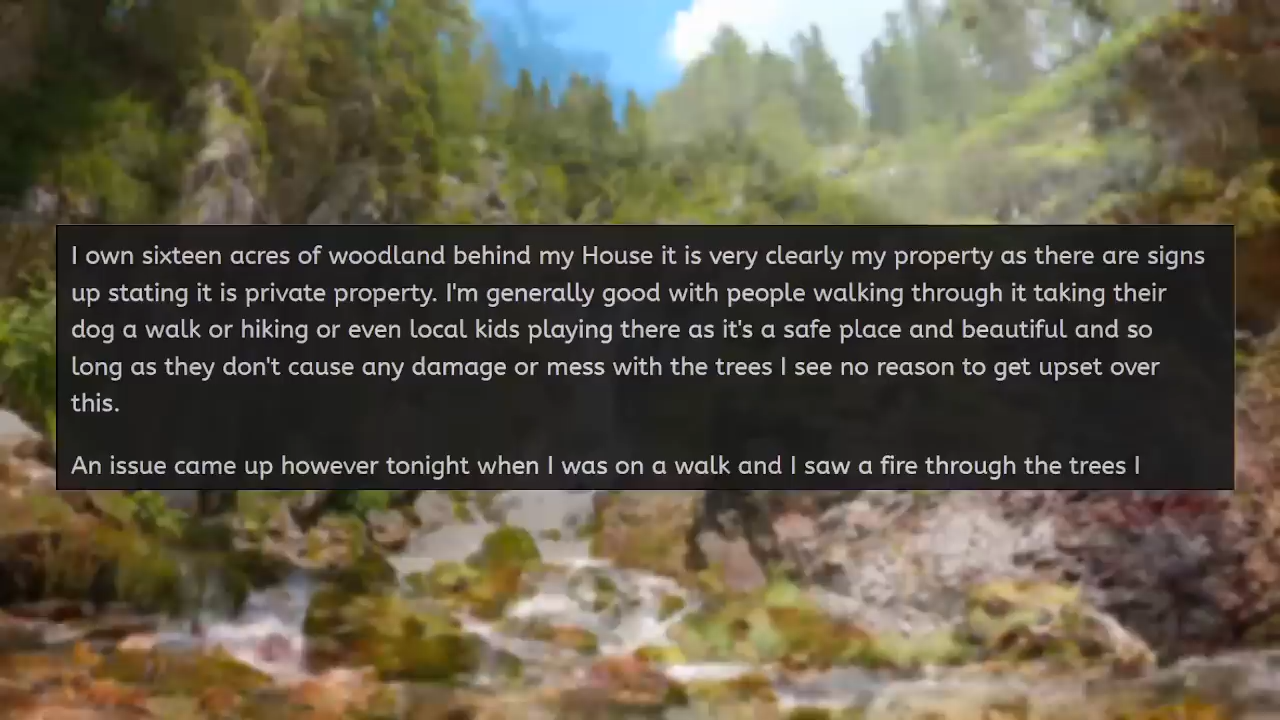 I own sixteen acres of woodland behind my House it is very clearly my property as there are signs
up stating it is private property. I'm generally good with people walking through it taking their
dog a walk or hiking or even local kids playing there as it's a safe place and beautiful and so
long as they don't cause any damage or mess with the trees I see no reason to get upset over
this.
An issue came up however tonight when I was on a walk and I saw a fire through the trees I